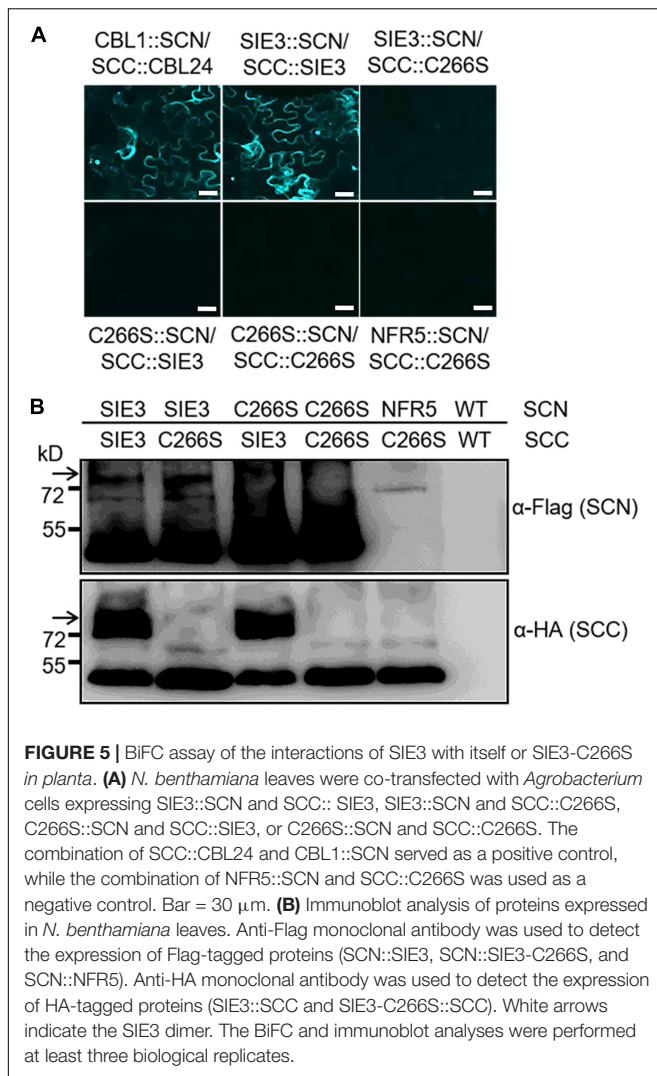 A
CBL1::SCN/ SIE3::SCN/ SIE3::SCN/
SCC::CBL24 SCC::SIE3 SCC::C266S
C266S::SCN/ C266S::SCN/ NFR5::SCN/
SCC::SIE3 SCC::C266S SCC::C266S
B
SIE3 SIE3 C266S C266S NFR5 WT SCN
SIE3 C266S SIE3 C266S C266S WT SCC
kD
72
55
α-Flag (SCN)
72
55
α-HA (SCC)
FIGURE 5 | BiFC assay of the interactions of SIE3 with itself or SIE3-C266S
in planta. (A) N. benthamiana leaves were co-transfected with Agrobacterium
cells expressing SIE3::SCN and SCC:: SIE3, SIE3::SCN and SCC::C266S,
C266S::SCN and SCC::SIE3, or C266S::SCN and SCC::C266S. The
combination of SCC::CBL24 and CBL1::SCN served as a positive control,
while the combination of NFR5::SCN and SCC::C266S was used as a
negative control. Bar = 30 μm. (B) Immunoblot analysis of proteins expressed
in N. benthamiana leaves. Anti-Flag monoclonal antibody was used to detect
the expression of Flag-tagged proteins (SCN::SIE3, SCN::SIE3-C266S, and
SCN::NFR5). Anti-HA monoclonal antibody was used to detect the expression
of HA-tagged proteins (SIE3::SCC and SIE3-C266S::SCC). White arrows
indicate the SIE3 dimer. The BiFC and immunoblot analyses were performed
at least three biological replicates.